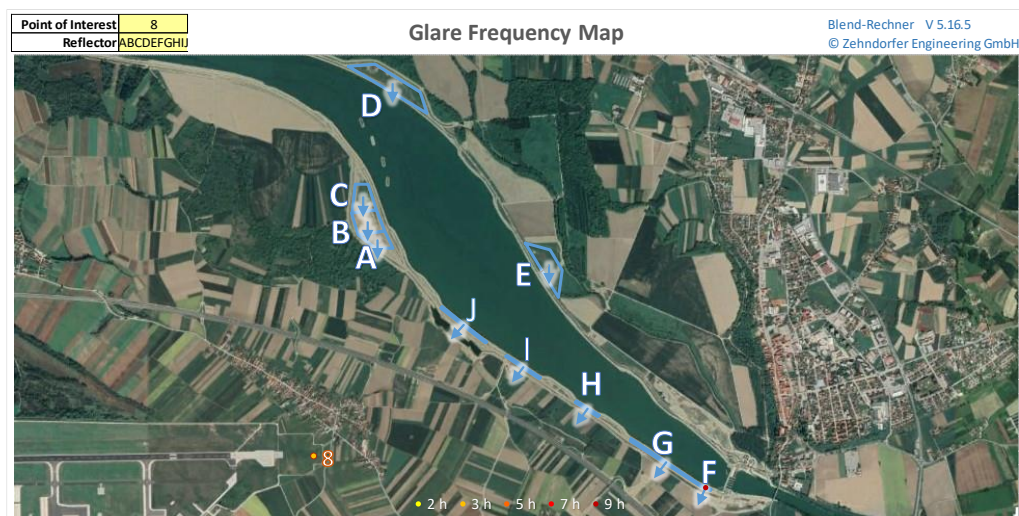 Point of Interest 8
Reflector ABCDEFGHIJ
Glare Frequency Map
Blend-Rechner V 5.16.5
© Zehndorfer Engineering GmbH
D
C
B
A
E
J
I
H
G
F
8
2 h 3 h 5 h 7 h 9 h